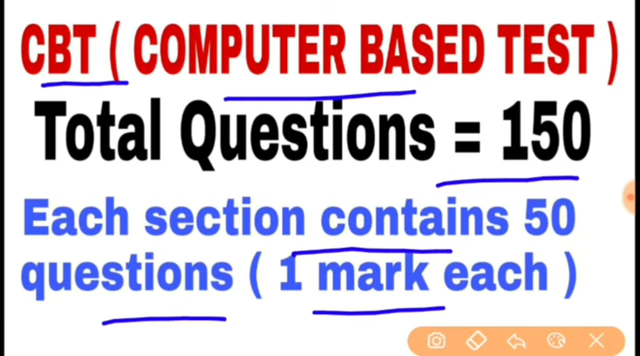 CBT ( COMPUTER BASED TEST )
Total Questions = 150
Each section contains 50
questions ( 1 mark each )